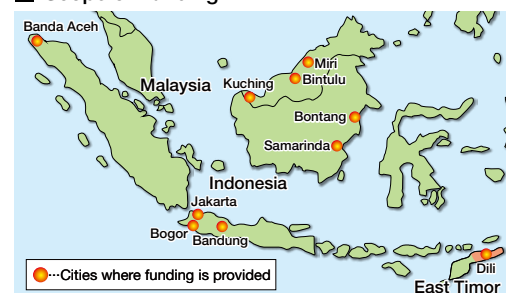 Banda Aceh
Malaysia
Miri
Kuching
Bintulu
Bontang
Samarinda
Indonesia
Jakarta
Bogor
Bandung
Dili
East Timor
···Cities where funding is provided